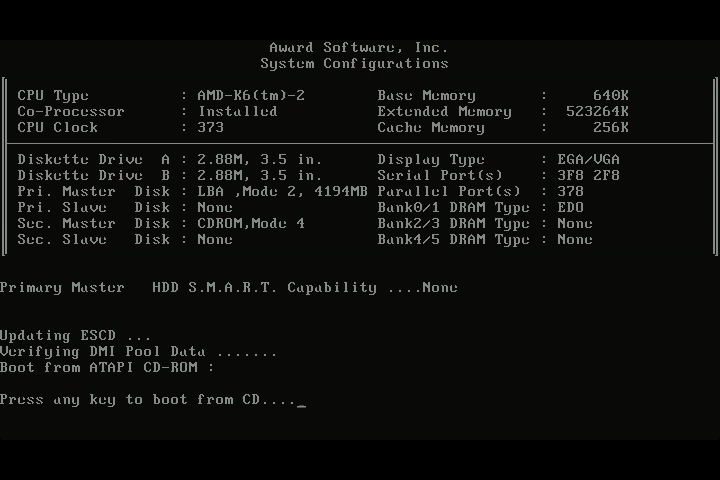 Award Software, Inc.
System Configurations
CPU Type : AMD-K6(tm)-2 Base Memory : 640K
Co-Processor : Installed Extended Memory : 523264K
CPU Clock : 373 Cache Memory : 256K
Diskette Drive A : 2.88M, 3.5 in. Display Type : EGA/VGA
Diskette Drive B : 2.88M, 3.5 in. Serial Port(s) : 3F8 2F8
Pri. Master Disk : LBA ,Mode 2, 4194MB Parallel Port(s) : 378
Pri. Slave Disk : None Bank0/1 DRAM Type : EDO
Sec. Master Disk : CDROM,Mode 4 Bank2/3 DRAM Type : None
Sec. Slave Disk : None Bank4/5 DRAM Type : None
Primary Master HDD S.M.A.R.T. Capability ....None
Updating ESCD ...
Verifying DMI Pool Data .......
Boot from ATAPI CD-ROM :
Press any key to boot from CD...._